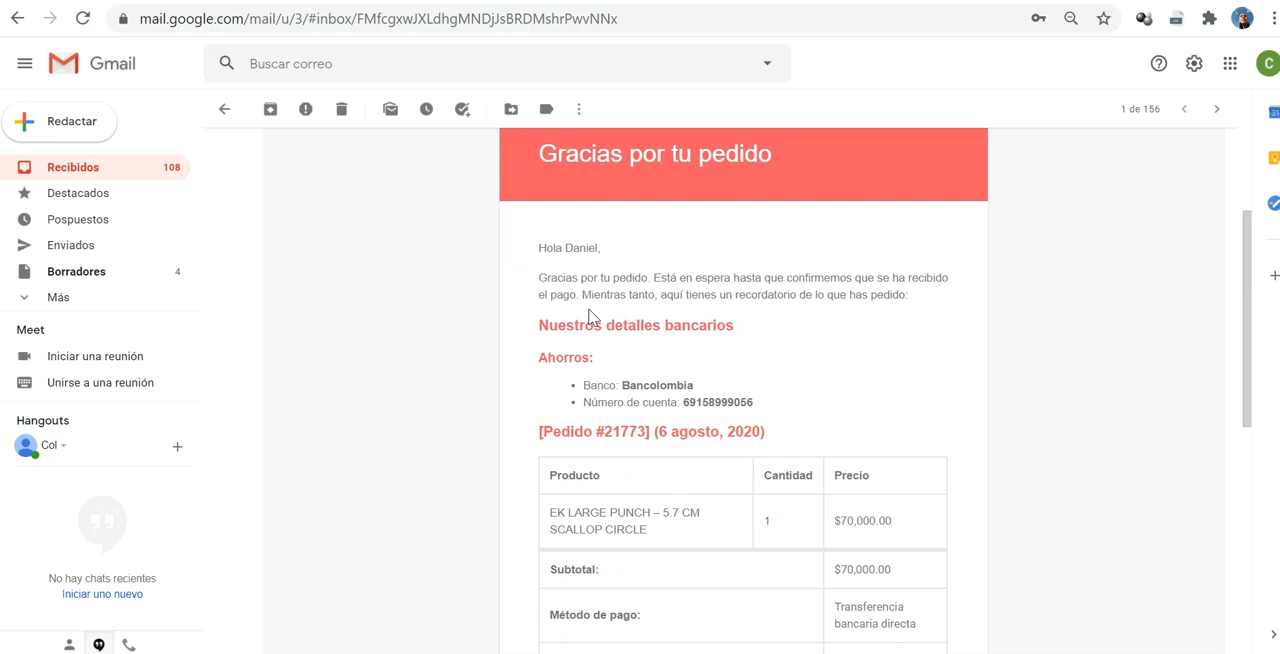 mail.google.com/mail/u/3/#inbox/FMfcgxwJXLdhgMNDjJsBRDMshrPwvNNx
Gmail
Buscar correo
C
Redactar
1 de 156
31
Recibidos 108
Destacados
Pospuestos
Enviados
Borradores 4
Más
Meet
Iniciar una reunión
Unirse a una reunión
Hangouts
Col
No hay chats recientes
Iniciar uno nuevo
Gracias por tu pedido
Hola Daniel,
Gracias por tu pedido. Está en espera hasta que confirmemos que se ha recibido
el pago. Mientras tanto, aquí tienes un recordatorio de lo que has pedido:
Nuestros detalles bancarios
Ahorros:
• Banco: Bancolombia
• Número de cuenta: 69158999056
[Pedido #21773] (6 agosto, 2020)
Producto Cantidad Precio
EK LARGE PUNCH – 5.7 CM
SCALLOP CIRCLE 1 $70,000.00
Subtotal: $70,000.00
Método de pago: Transferencia
bancaria directa